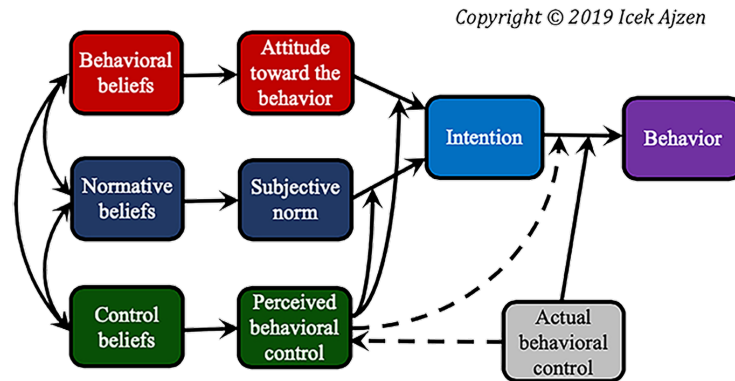 Copyright © 2019 Icek Ajzen
Behavioral
beliefs
Attitude
toward the
behavior
Intention
Behavior
Normative
beliefs
Subjective
norm
Control
beliefs
Perceived
behavioral
control
Actual
behavioral
control